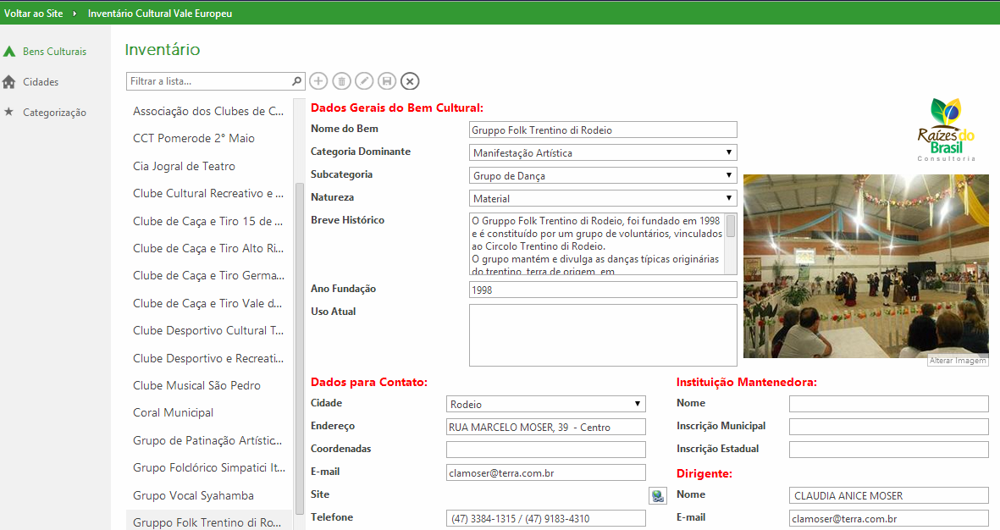 Voltar ao Site
Inventário Cultural Vale Europeu
Bens Culturais
Cidades
Categorização
Inventário
Filtrar a lista...
Associação dos Clubes de C...
CCT Pomerode 2° Maio
Cia Jogral de Teatro
Clube Cultural Recreativo e ...
Clube de Caça e Tiro 15 de ...
Clube de Caça e Tiro Alto Ri...
Clube de Caça e Tiro Germa...
Clube de Caça e Tiro Vale d...
Clube Desportivo Cultural T...
Clube Desportivo e Recreati...
Clube Musical São Pedro
Coral Municipal
Grupo de Patinação Artístic...
Grupo Folclórico Simpatici It...
Grupo Vocal Syahamba
Gruppo Folk Trentino di Ro...
Dados Gerais do Bem Cultural:
Nome do Bem
Gruppo Folk Trentino di Rodeio
Categoria Dominante
Manifestação Artística
Subcategoria
Grupo de Dança
Natureza
Material
Breve Histórico
O Gruppo Folk Trentino di Rodeio, foi fundado em 1998
e é constituído por um grupo de voluntários, vinculados
ao Circolo Trentino di Rodeio.
O grupo mantém e divulga as danças típicas originárias
do trentino, terra de origem, em
Ano Fundação
1998
Uso Atual
Raízes do
Brasil
Consultoria
Alterar Imagem
Dados para Contato:
Cidade
Rodeio
Endereço
RUA MARCELO MOSER, 39 - Centro
Coordenadas
E-mail
clamoser@terra.com.br
Site
Telefone
(47) 3384-1315 / (47) 9183-4310
Instituição Mantenedora:
Nome
Inscrição Municipal
Inscrição Estadual
Dirigente:
Nome
CLAUDIA ANICE MOSER
E-mail
clamoser@terra.com.br